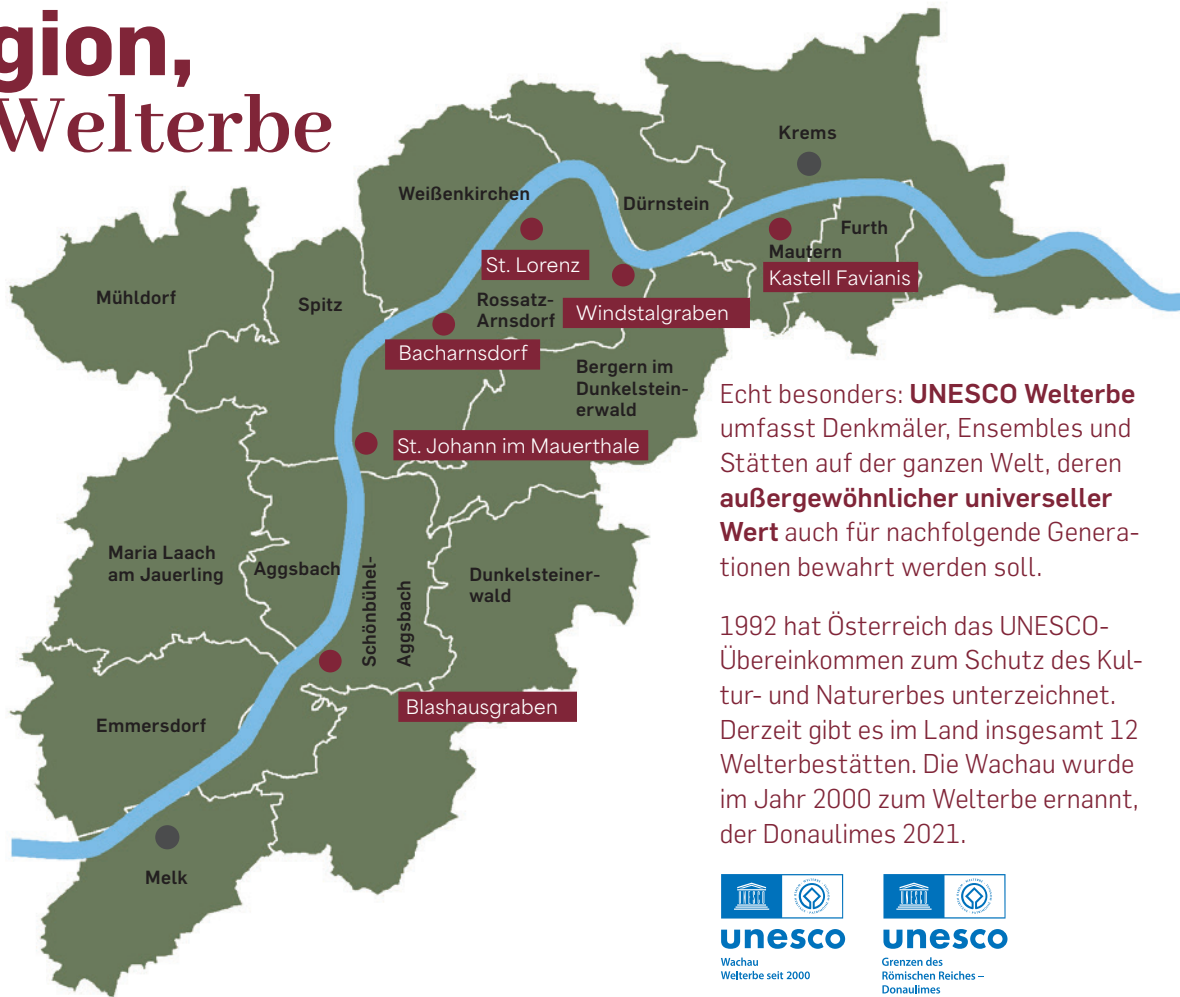 gion,
Welterbe
Krems
Weißenkirchen
Dürnstein
Furth
Mautern
Kastell Favianis
St. Lorenz
Windstalgraben
Mühldorf
Spitz
Rossatz-
Arnsdorf
Bacharnsdorf
Bergern im
Dunkelstein-
erwald
St. Johann im Mauerthale
Maria Laach
am Jauerling
Aggsbach
Schönbühel-
Aggsbach
Dunkelsteiner-
wald
Blashausgraben
Emmersdorf
Melk
Echt besonders: UNESCO Welterbe
umfasst Denkmäler, Ensembles und
Stätten auf der ganzen Welt, deren
außergewöhnlicher universeller
Wert auch für nachfolgende Genera-
tionen bewahrt werden soll.
1992 hat Österreich das UNESCO-
Übereinkommen zum Schutz des Kul-
tur- und Naturerbes unterzeichnet.
Derzeit gibt es im Land insgesamt 12
Welterbestätten. Die Wachau wurde
im Jahr 2000 zum Welterbe ernannt,
der Donaulimes 2021.
unesco
Wachau
Welterbe seit 2000
unesco
Grenzen des
Römischen Reiches –
Donaulimes